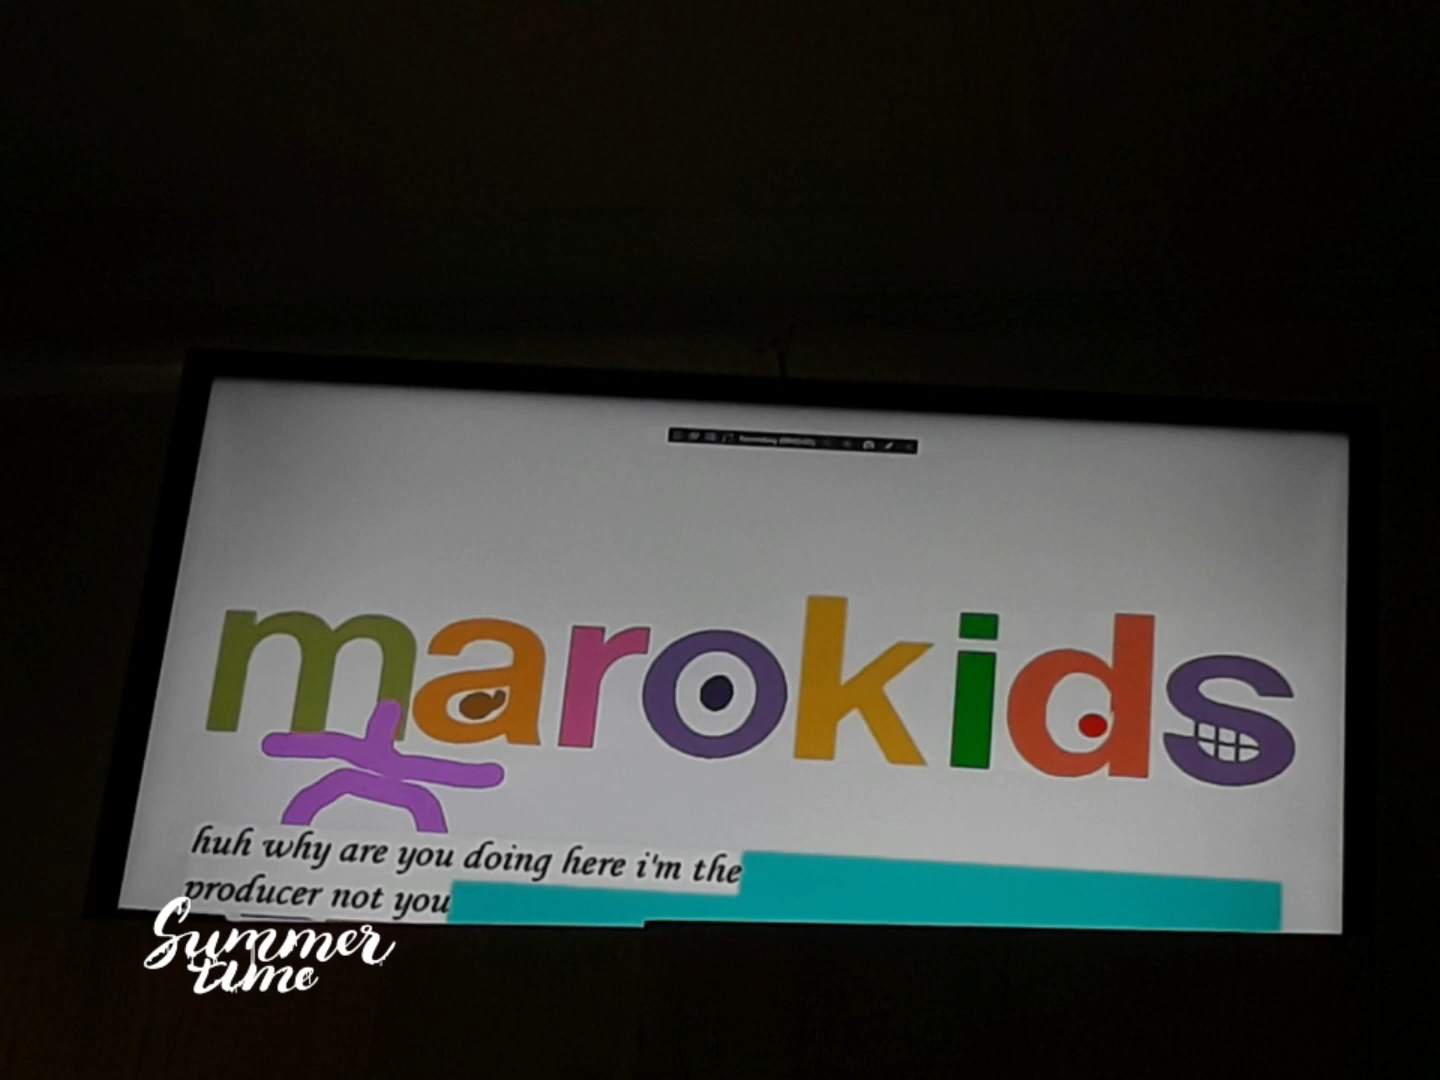 marokids
huh why are you doing here i'm the
producer not you
Summer
time